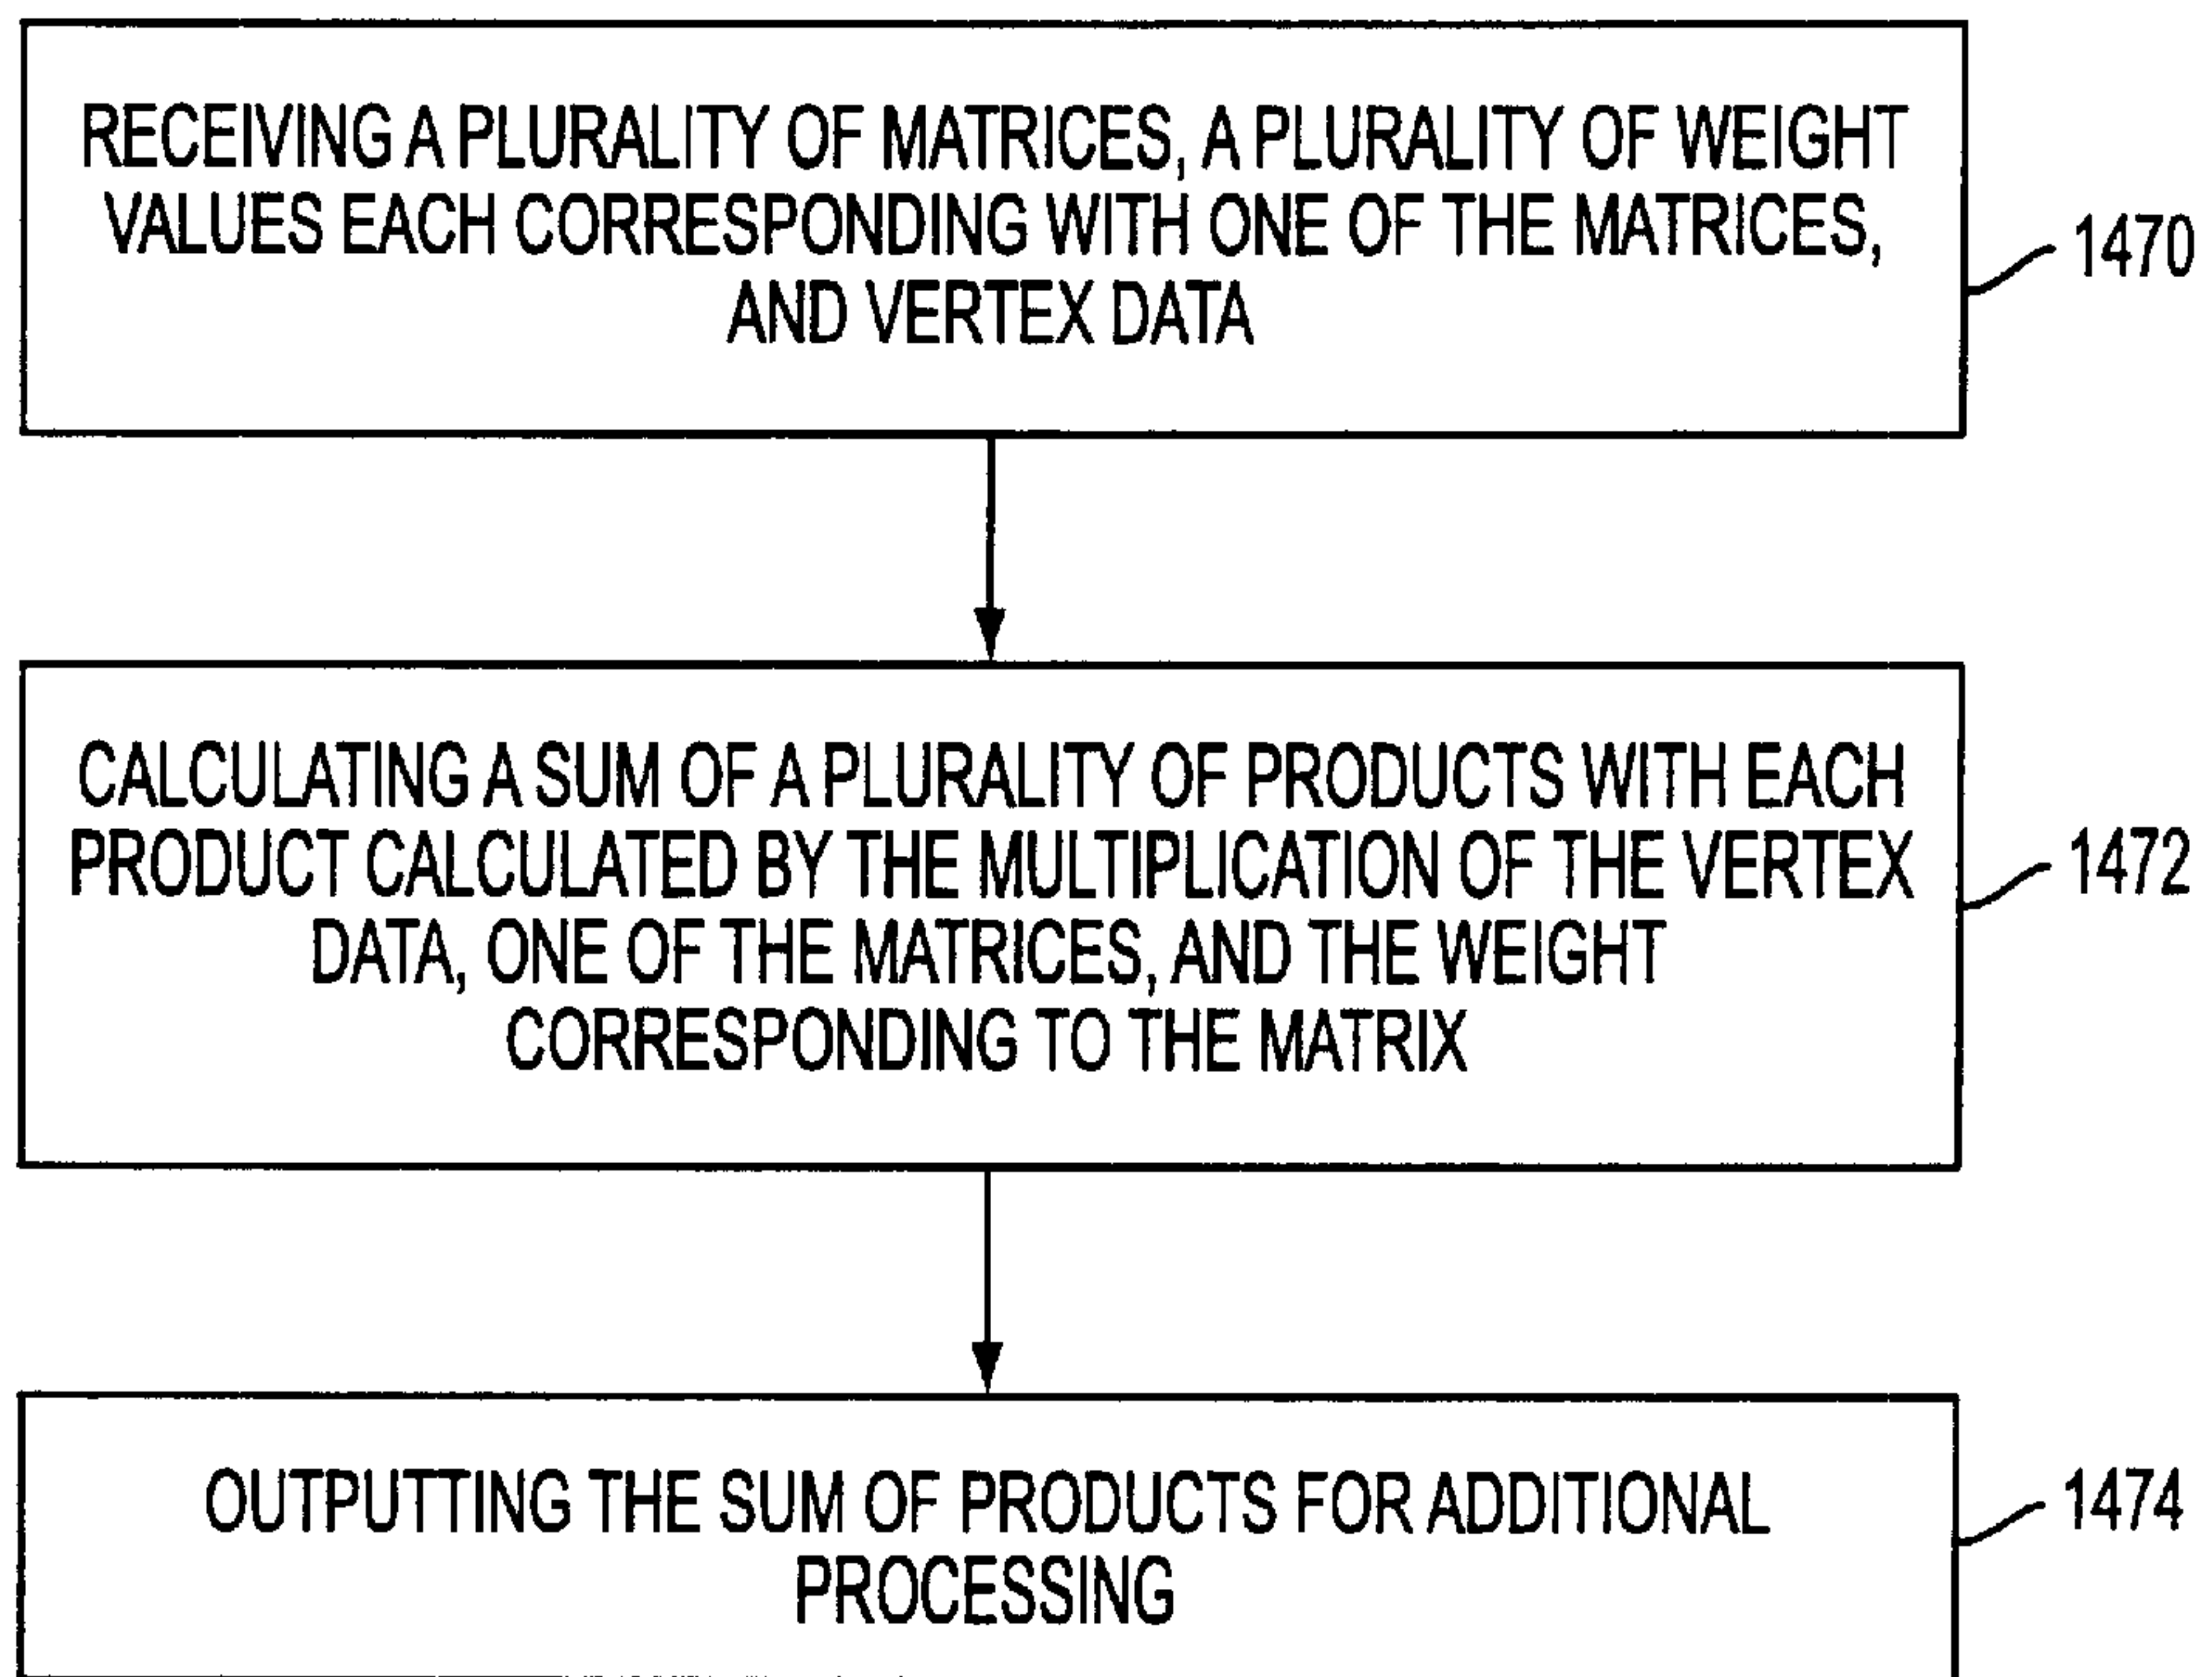 RECEIVING A PLURALITY OF MATRICES, A PLURALITY OF WEIGHT
VALUES EACH CORRESPONDING WITH ONE OF THE MATRICES,
AND VERTEX DATA
1470
CALCULATING A SUM OF A PLURALITY OF PRODUCTS WITH EACH
PRODUCT CALCULATED BY THE MULTIPLICATION OF THE VERTEX
DATA, ONE OF THE MATRICES, AND THE WEIGHT
CORRESPONDING TO THE MATRIX
1472
OUTPUTTING THE SUM OF PRODUCTS FOR ADDITIONAL
PROCESSING
1474